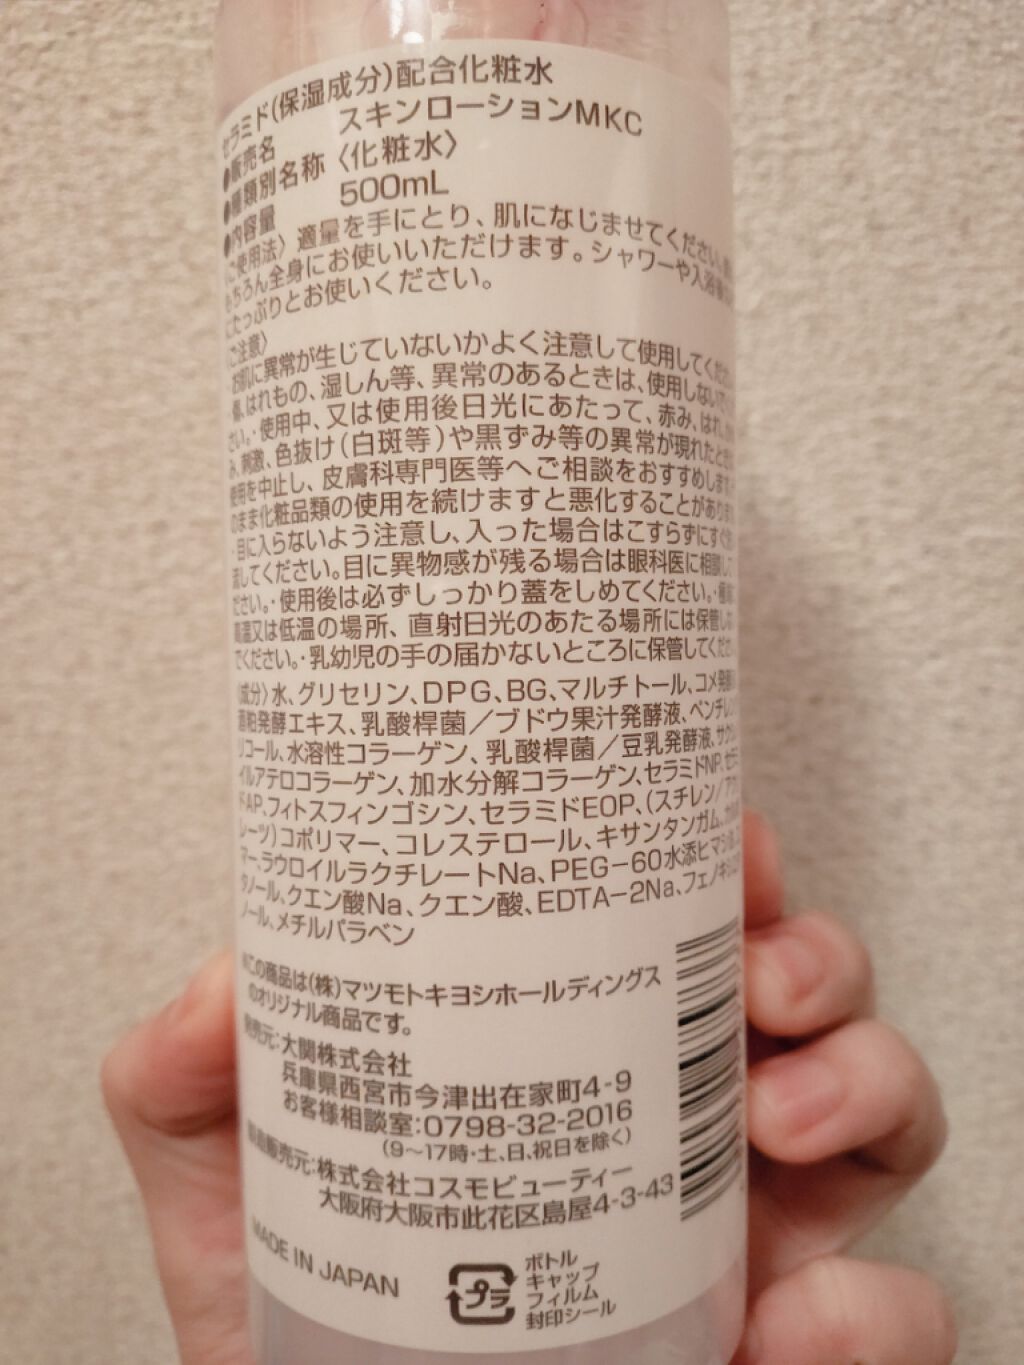 セラミド(保湿成分)配合化粧水
●販売名 スキンローションMKC
●種類別名称 〈化粧水〉
●内容量 500mL
〈ご使用法〉適量を手にとり、肌になじませてください。
もちろん全身にお使いいただけます。シャワーや入浴後
にたっぷりとお使いください。
〈ご注意〉
お肌に異常が生じていないかよく注意して使用してくだ
傷、はれもの、湿しん等、異常のあるときは、使用しないで
さい。・使用中、又は使用後日光にあたって、赤み、はれ、
み、刺激、色抜け(白斑等)や黒ずみ等の異常が現れたと
使用を中止し、皮膚科専門医等へご相談をおすすめします
のまま化粧品類の使用を続けますと悪化することがあり
・目に入らないよう注意し、入った場合はこすらずにすぐ
流してください。目に異物感が残る場合は眼科医に相談して
ださい。・使用後は必ずしっかり蓋をしめてください。・極
高温又は低温の場所、直射日光のあたる場所には保管しな
でください。・乳幼児の手の届かないところに保管してくだ
〈成分〉水、グリセリン、DPG、BG、マルチトール、コメ発酵
酒粕発酵エキス、乳酸桿菌/ブドウ果汁発酵液、ペンチレン
リコール、水溶性コラーゲン、乳酸桿菌/豆乳発酵液、サクシ
イルアテロコラーゲン、加水分解コラーゲン、セラミドNP、セラ
ドAP、フィトスフィンゴシン、セラミドEOP、(スチレン/アク
レーツ)コポリマー、コレステロール、キサンタンガム、カル
マー、ラウロイルラクチレートNa、PEG-60水添ヒマシ油、
タノール、クエン酸Na、クエン酸、EDTA-2Na、フェノキシ
ノール、メチルパラベン
※この商品は(株)マツモトキヨシホールディングス
のオリジナル商品です。
発売元:大関株式会社
兵庫県西宮市今津出在家町4-9
お客様相談室:0798-32-2016
(9〜17時・土、日、祝日を除く)
製造販売元:株式会社コスモビューティー
大阪府大阪市此花区島屋4-3-43
MADE IN JAPAN
プラ
ボトル
キャップ
フィルム
封印シール